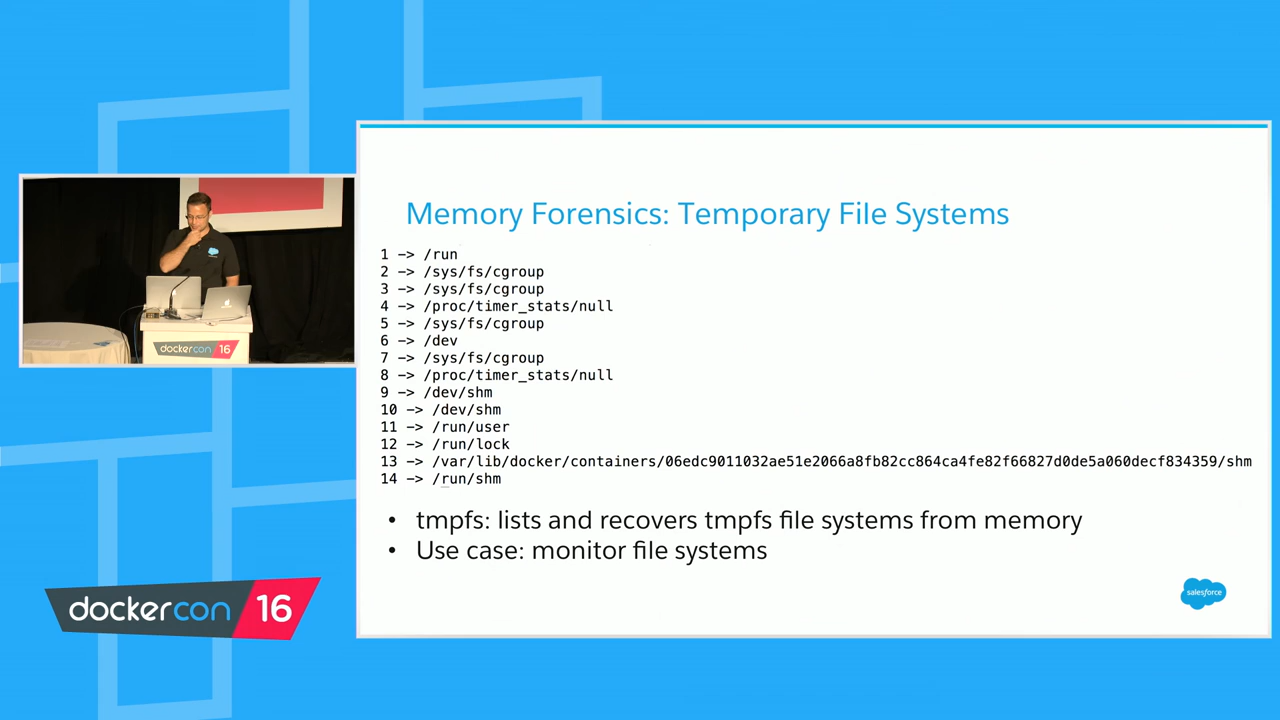 Memory Forensics: Temporary File Systems
1 -> /run
2 -> /sys/fs/cgroup
3 -> /sys/fs/cgroup
4 -> /proc/timer_stats/null
5 -> /sys/fs/cgroup
6 -> /dev
7 -> /sys/fs/cgroup
8 -> /proc/timer_stats/null
9 -> /dev/shm
10 -> /dev/shm
11 -> /run/user
12 -> /run/lock
13 -> /var/lib/docker/containers/06edc9011032ae51e2066a8fb82cc864ca4fe82f66827d0de5a060decf834359/shm
14 -> /run/shm
• tmpfs: lists and recovers tmpfs file systems from memory
• Use case: monitor file systems
salesforce
dockercon 16
dockercon 16